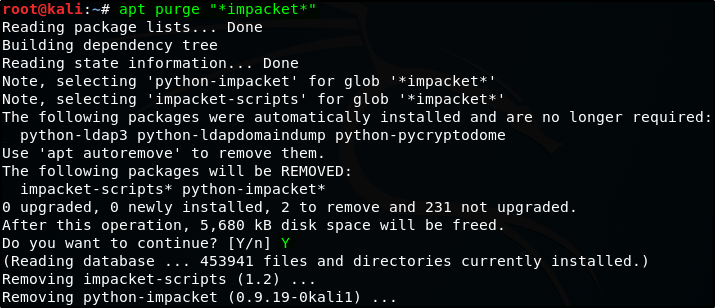 root@kali:~# apt purge "*impacket*"
Reading package lists... Done
Building dependency tree
Reading state information... Done
Note, selecting 'python-impacket' for glob '*impacket*'
Note, selecting 'impacket-scripts' for glob '*impacket*'
The following packages were automatically installed and are no longer required:
  python-ldap3 python-ldapdomaindump python-pycryptodome
Use 'apt autoremove' to remove them.
The following packages will be REMOVED:
  impacket-scripts* python-impacket*
0 upgraded, 0 newly installed, 2 to remove and 231 not upgraded.
After this operation, 5,680 kB disk space will be freed.
Do you want to continue? [Y/n] Y
(Reading database ... 453941 files and directories currently installed.)
Removing impacket-scripts (1.2) ...
Removing python-impacket (0.9.19-0kali1) ...